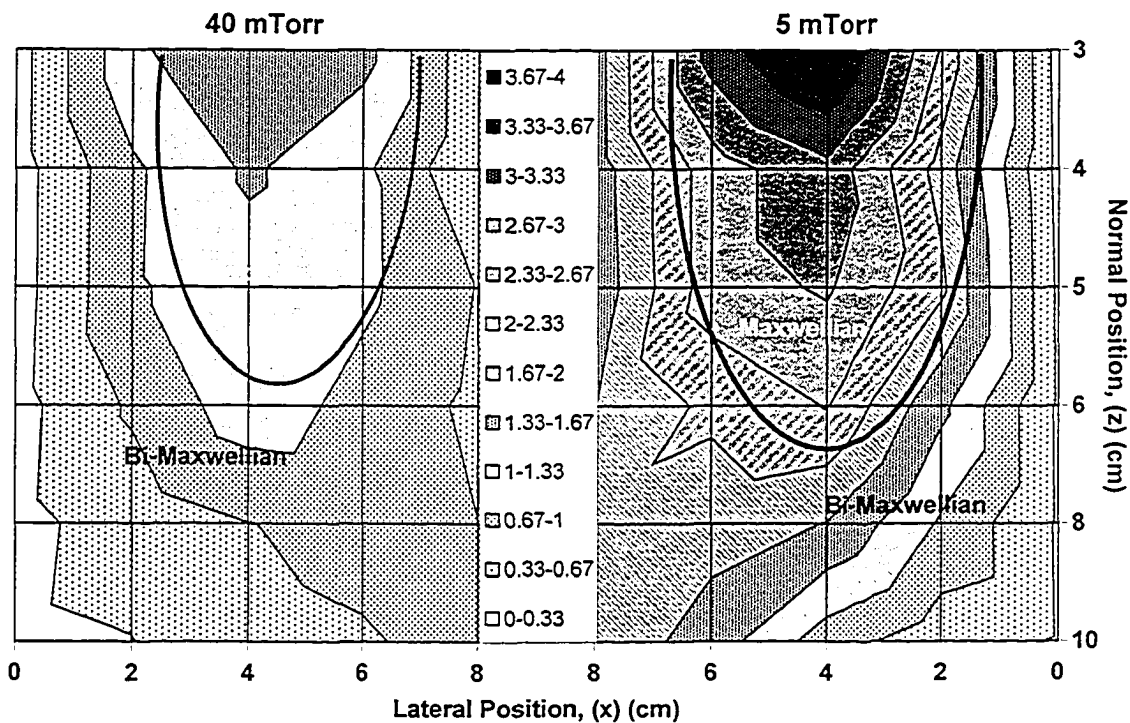 40 mTorr
5 mTorr
3.67-4
3.33-3.67
3-3.33
2.67-3
2.33-2.67
2-2.33
1.67-2
1.33-1.67
1-1.33
0.67-1
0.33-0.67
0-0.33
Bi-Maxwellian
Maxwellian
Bi-Maxwellian
3
4
5
6
8
10
Normal Position, (z) (cm)
0 2 4 6 8 8 6 4 2 0
Lateral Position, (x) (cm)